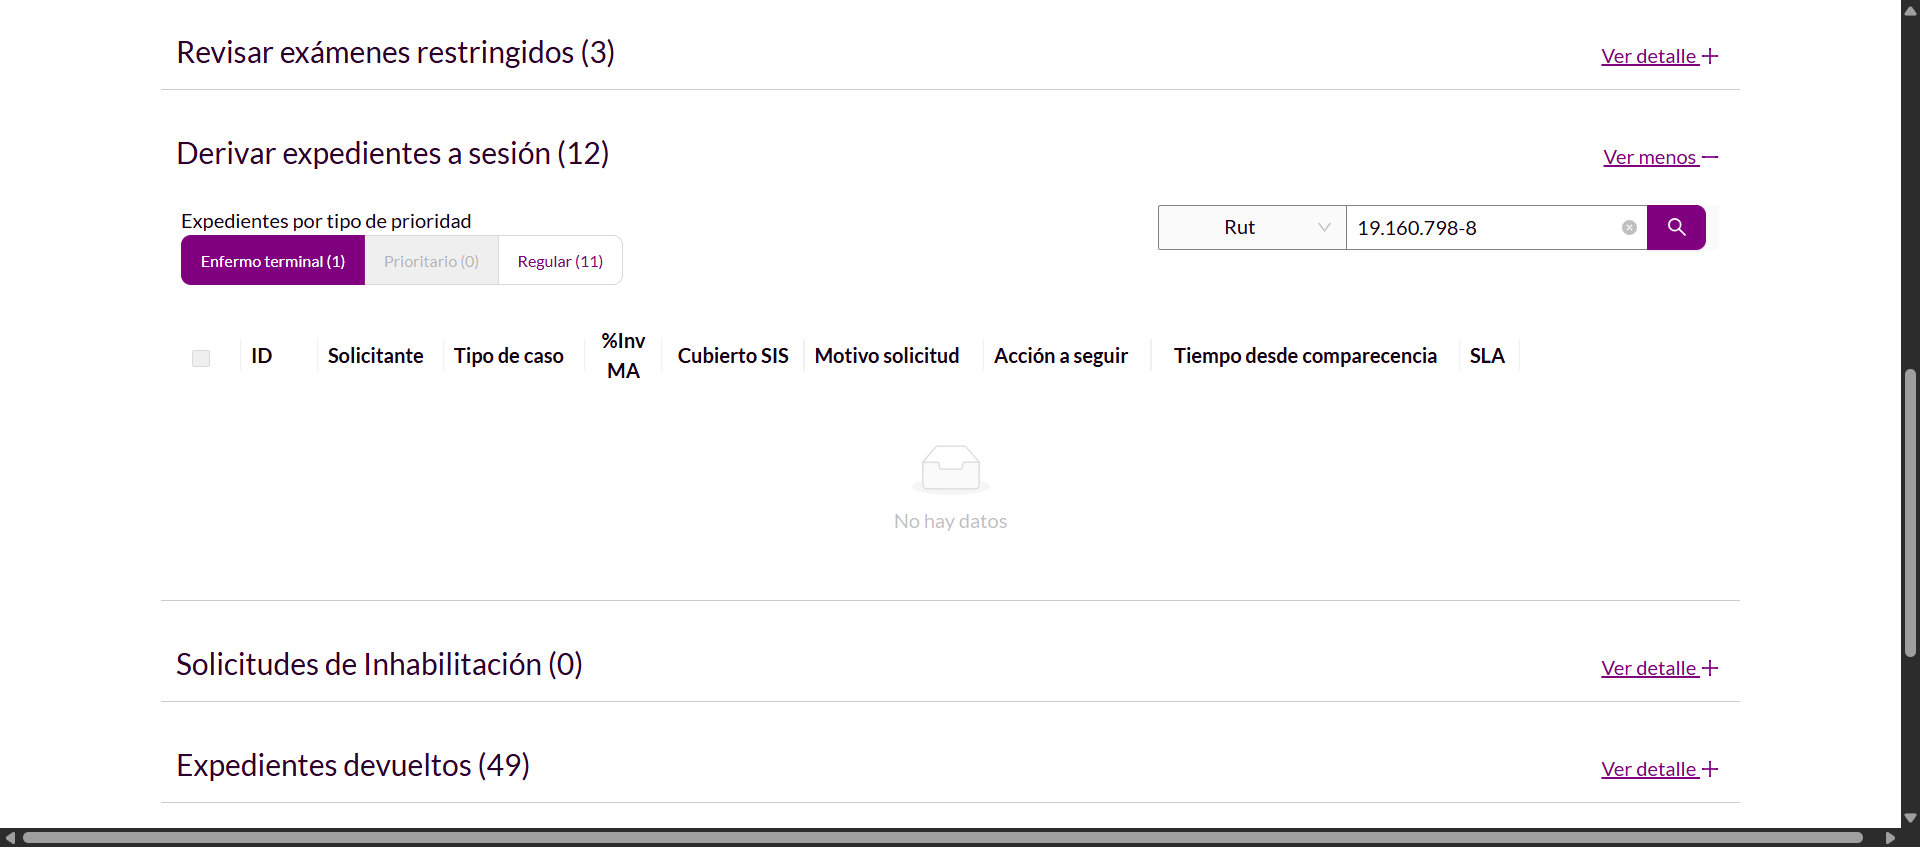 Revisar exámenes restringidos (3)
Ver detalle
Derivar expedientes a sesión (12)
Ver menos
Expedientes por tipo de prioridad
Enfermo terminal (1)
Prioritario (0)
Regular (11)
Rut
19.160.798-8
ID
Solicitante
Tipo de caso
%Inv
MA
Cubierto SIS
Motivo solicitud
Acción a seguir
Tiempo desde comparecencia
SLA
No hay datos
Solicitudes de Inhabilitación (0)
Ver detalle
Expedientes devueltos (49)
Ver detalle